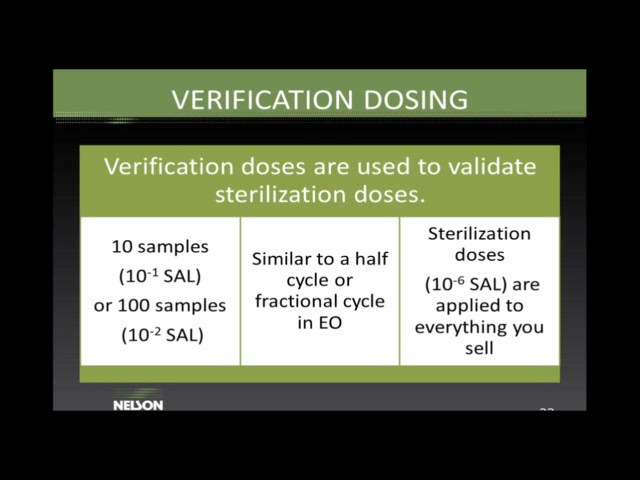 VERIFICATION DOSING
Verification doses are used to validate
sterilization doses.
10 samples
(10⁻¹ SAL)
or 100 samples
(10⁻² SAL)
Similar to a half
cycle or
fractional cycle
in EO
Sterilization
doses
(10⁻⁶ SAL) are
applied to
everything you
sell
NELSON